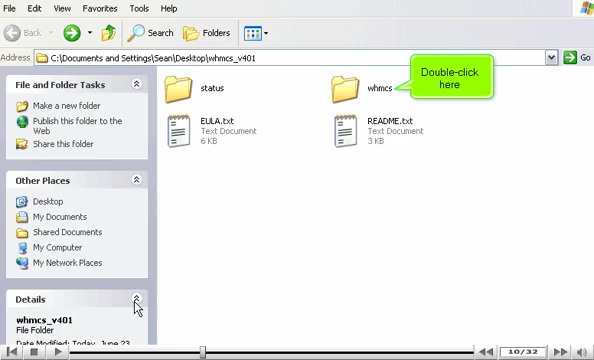 File Edit View Favorites Tools Help
Back Search Folders
Address C:\Documents and Settings\Sean\Desktop\whmcs_v401 Go
File and Folder Tasks
Make a new folder
Publish this folder to the
Web
Share this folder
Other Places
Desktop
My Documents
Shared Documents
My Computer
My Network Places
Details
whmcs_v401
File Folder
Date Modified: Today, June 23,
status
whmcs
Double-click
here
EULA.txt
Text Document
6 KB
README.txt
Text Document
3 KB
10/32